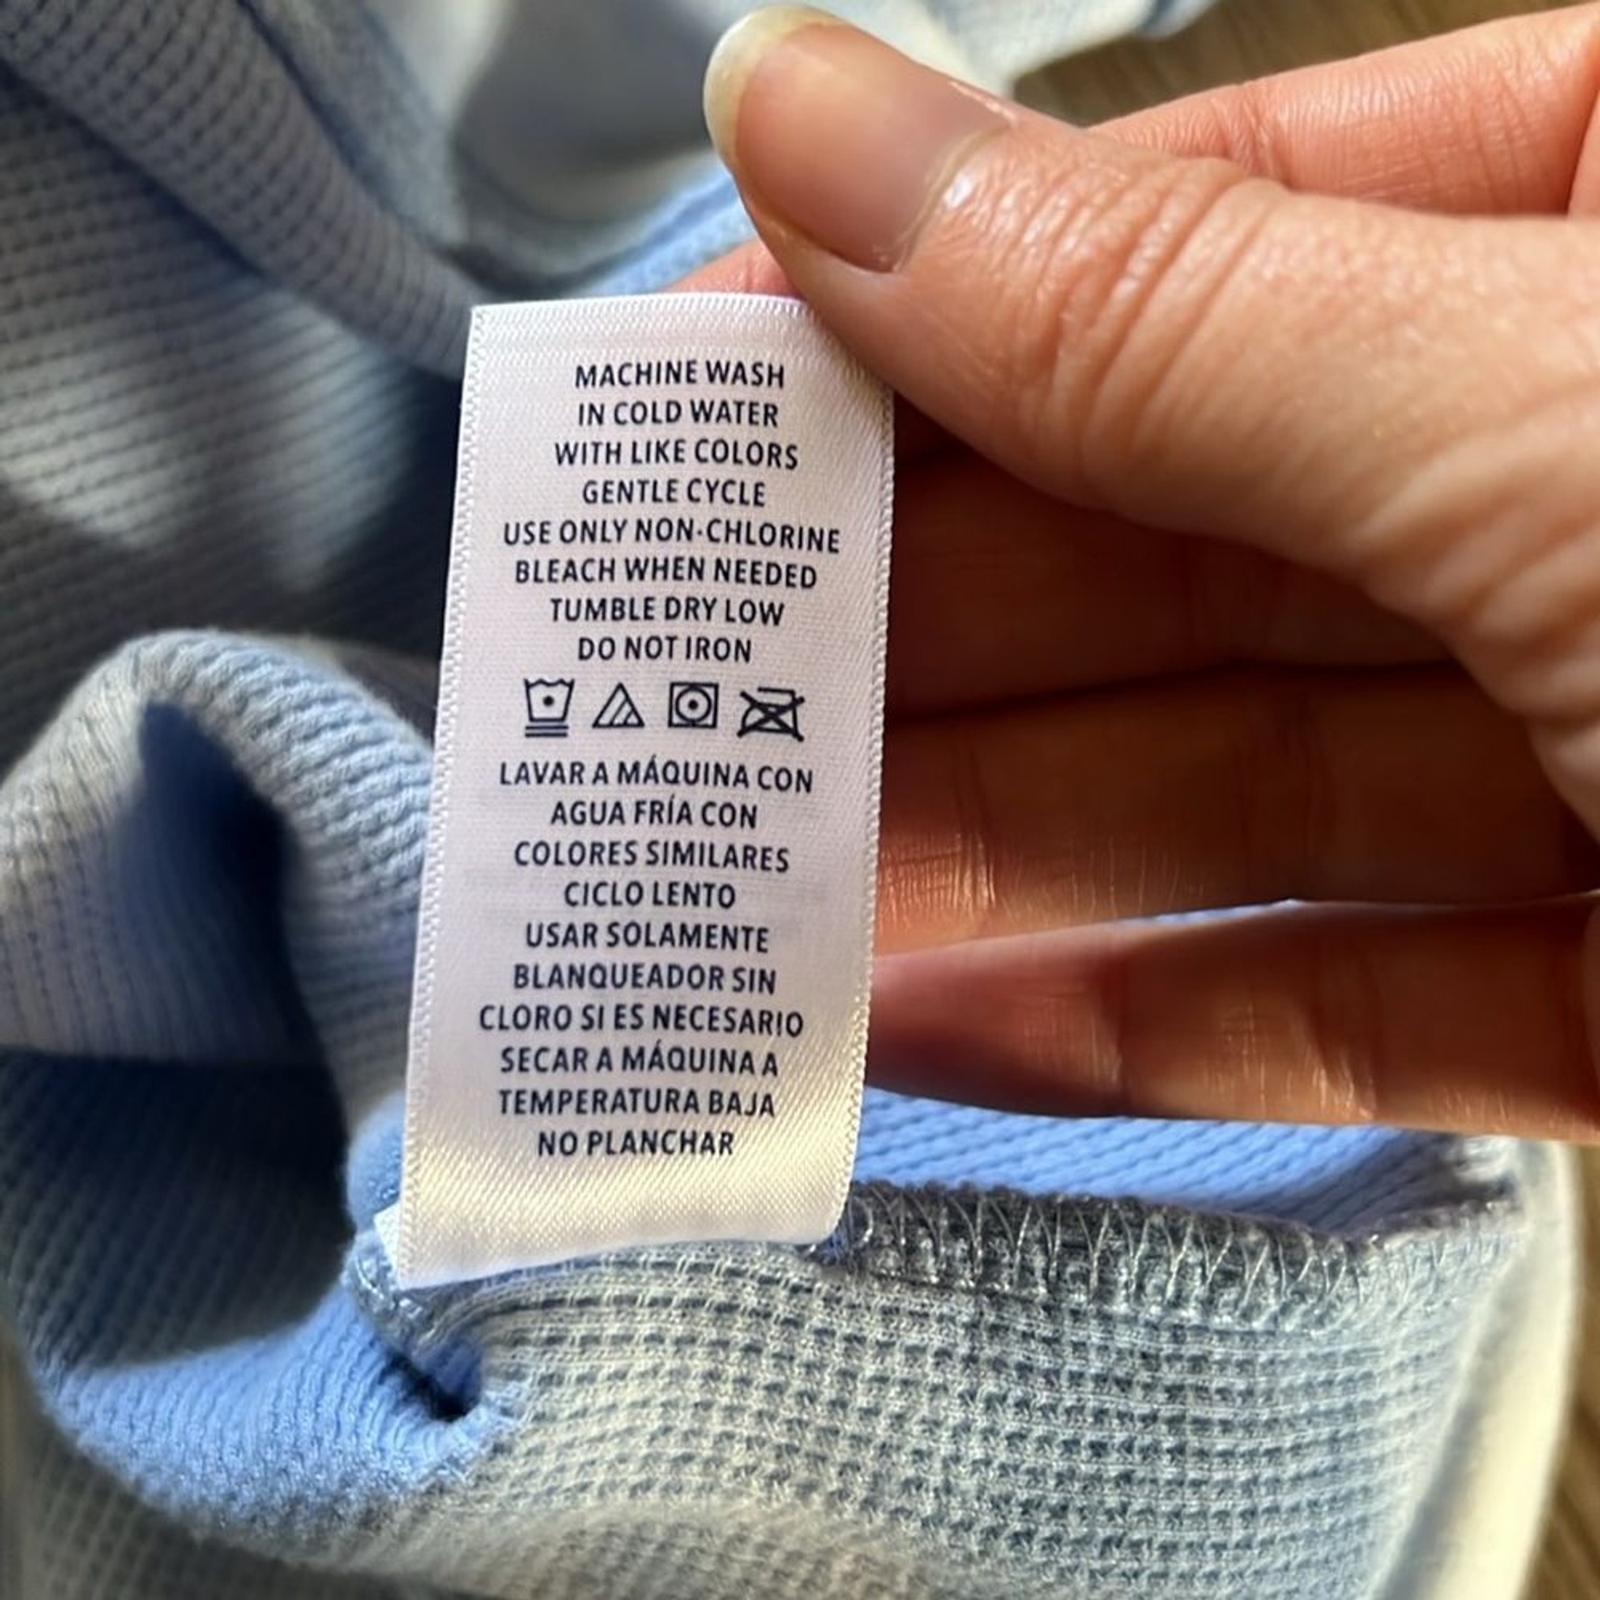 MACHINE WASH
IN COLD WATER
WITH LIKE COLORS
GENTLE CYCLE
USE ONLY NON-CHLORINE
BLEACH WHEN NEEDED
TUMBLE DRY LOW
DO NOT IRON
LAVAR A MÁQUINA CON
AGUA FRÍA CON
COLORES SIMILARES
CICLO LENTO
USAR SOLAMENTE
BLANQUEADOR SIN
CLORO SI ES NECESARIO
SECAR A MÁQUINA A
TEMPERATURA BAJA
NO PLANCHAR